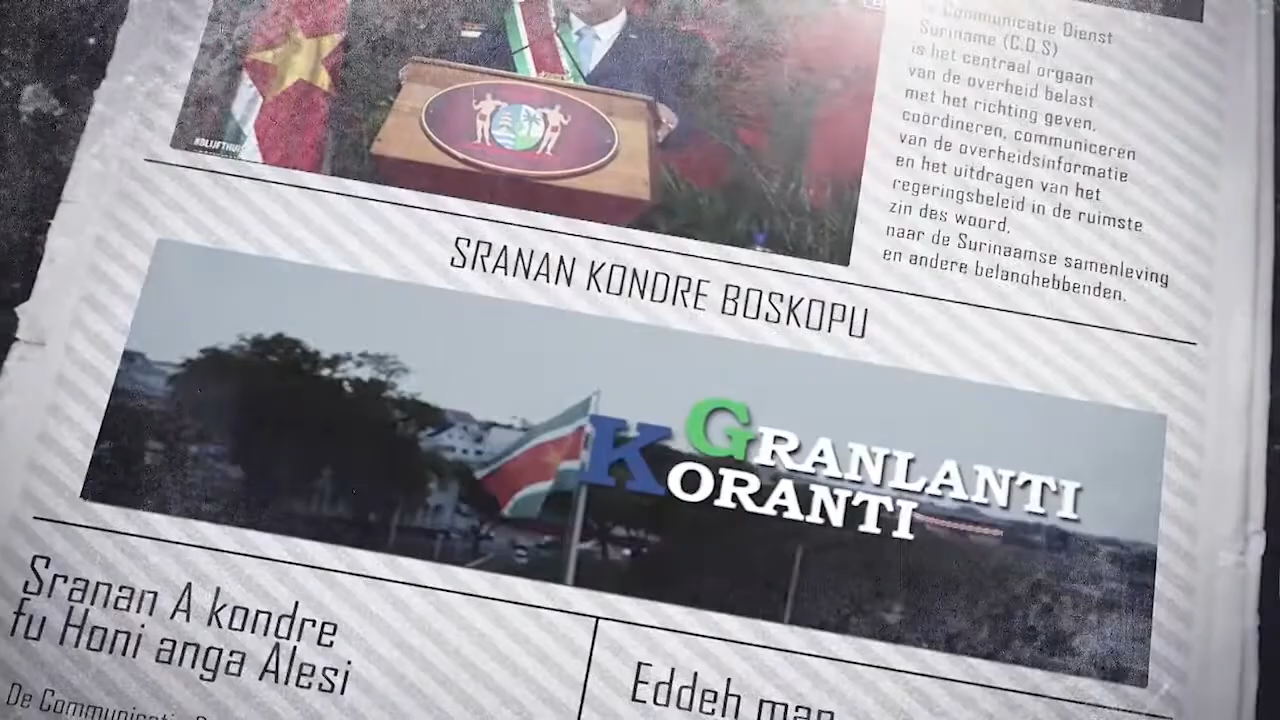 Communicatie Dienst
Suriname (C.D.S)
is het centraal orgaan
van de overheid belast
met het richting geven,
coördineren, communiceren
van de overheidsinformatie
en het uitdragen van het
regeringsbeleid in de ruimste
zin des woord,
naar de Surinaamse samenleving
en andere belanghebbenden.
SRANAN KONDRE BOSKOPU
GRANLANTI
KORANTI
Sranan A kondre
fu Honi anga Alesi
De
Eddeh man